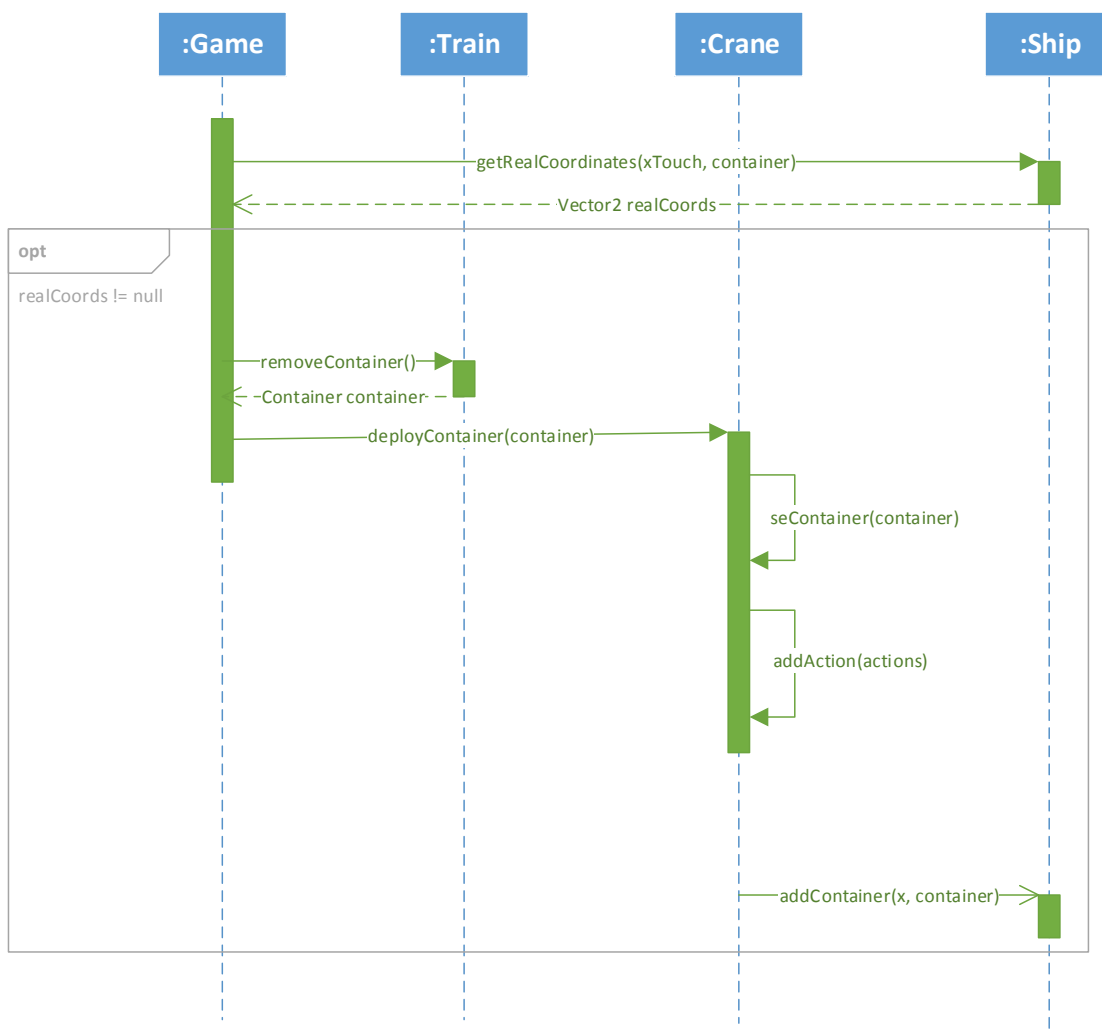 :Game
:Train
:Crane
:Ship
getRealCoordinates(xTouch, container)
Vector2 realCoords
opt
realCoords != null
removeContainer()
Container container
deployContainer(container)
seContainer(container)
addAction(actions)
addContainer(x, container)